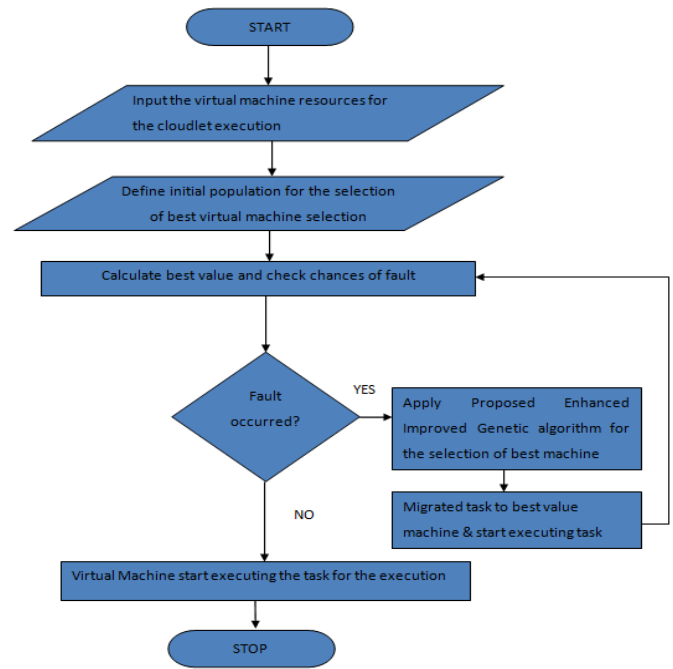 START
Input the virtual machine resources for
the cloudlet execution
Define initial population for the selection
of best virtual machine selection
Calculate best value and check chances of fault
Fault
occurred?
YES
Apply Proposed Enhanced
Improved Genetic algorithm for
the selection of best machine
Migrated task to best value
machine & start executing task
NO
Virtual Machine start executing the task for the execution
STOP